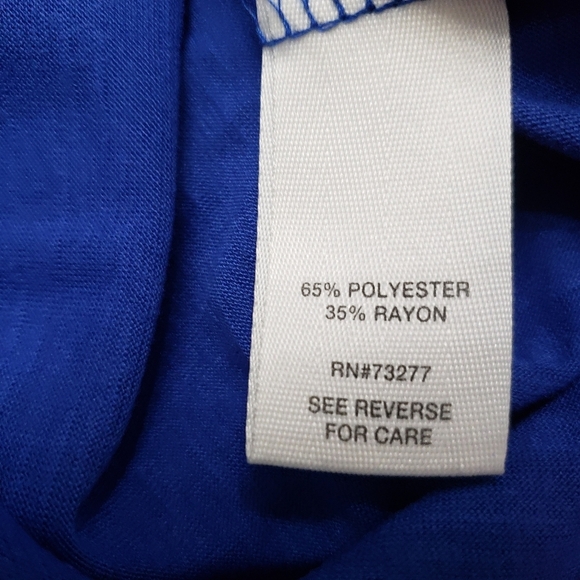 65% POLYESTER
35% RAYON
RN#73277
SEE REVERSE
FOR CARE